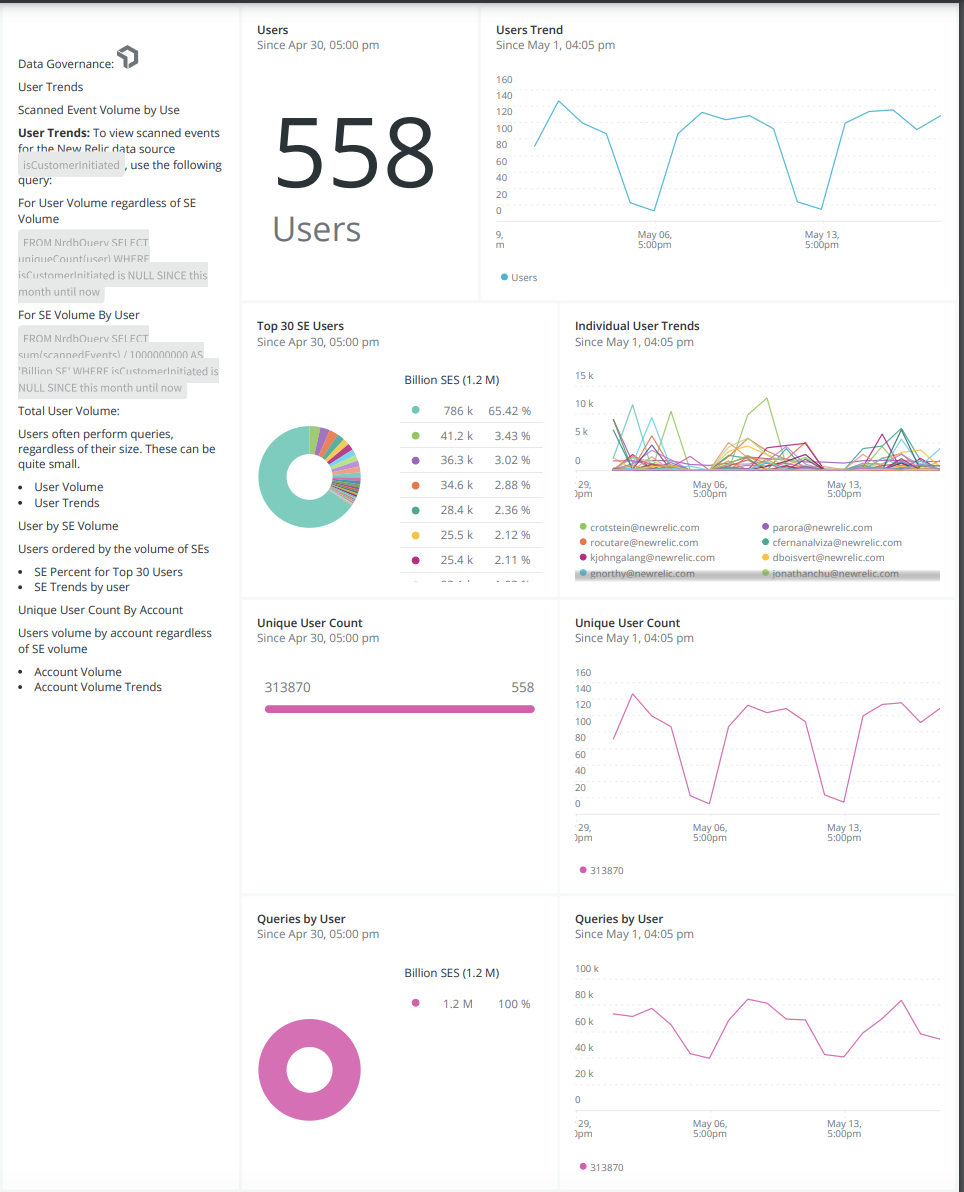 Data Governance:
User Trends
Scanned Event Volume by Use
User Trends: To view scanned events
for the New Relic data source
isCustomerInitiated , use the following
query:
For User Volume regardless of SE
Volume
FROM NrdbQuery SELECT
uniqueCount(user) WHERE
isCustomerInitiated is NULL SINCE this
month until now
For SE Volume By User
FROM NrdbQuery SELECT
sum(scannedEvents) / 1000000000 AS
'Billion SE' WHERE isCustomerInitiated is
NULL SINCE this month until now
Total User Volume:
Users often perform queries,
regardless of their size. These can be
quite small.
• User Volume
• User Trends
User by SE Volume
Users ordered by the volume of SEs
• SE Percent for Top 30 Users
• SE Trends by user
Unique User Count By Account
Users volume by account regardless
of SE volume
• Account Volume
• Account Volume Trends
Users
Since Apr 30, 05:00 pm
558
Users
Users Trend
Since May 1, 04:05 pm
160
140
120
100
80
60
40
20
0
9,
m
May 06,
5:00pm
May 13,
5:00pm
Users
Top 30 SE Users
Since Apr 30, 05:00 pm
Billion SES (1.2 M)
786 k 65.42 %
41.2 k 3.43 %
36.3 k 3.02 %
34.6 k 2.88 %
28.4 k 2.36 %
25.5 k 2.12 %
25.4 k 2.11 %
Individual User Trends
Since May 1, 04:05 pm
15 k
10 k
5 k
0
29,
0pm
May 06,
5:00pm
May 13,
5:00pm
crotstein@newrelic.com parora@newrelic.com
rocutare@newrelic.com cfernanalviza@newrelic.com
kjohngalang@newrelic.com dboisvert@newrelic.com
gnorthy@newrelic.com jonathanchu@newrelic.com
Unique User Count
Since Apr 30, 05:00 pm
313870 558
Unique User Count
Since May 1, 04:05 pm
160
140
120
100
80
60
40
20
0
29,
0pm
May 06,
5:00pm
May 13,
5:00pm
313870
Queries by User
Since Apr 30, 05:00 pm
Billion SES (1.2 M)
1.2 M 100 %
Queries by User
Since May 1, 04:05 pm
100 k
80 k
60 k
40 k
20 k
0
29,
0pm
May 06,
5:00pm
May 13,
5:00pm
313870